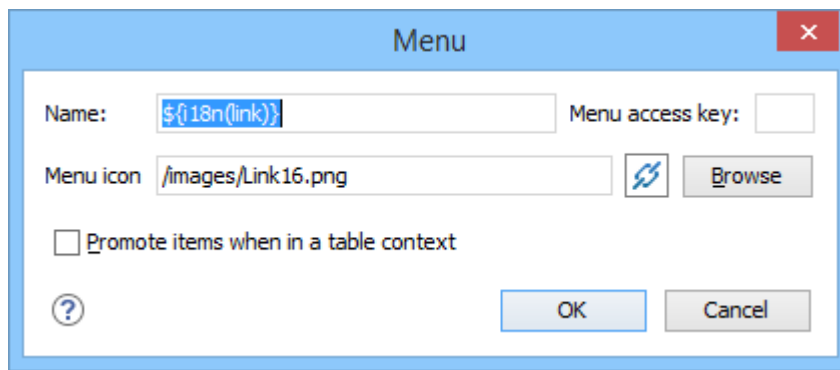 Menu
Name: ${i18n(link)} Menu access key:
Menu icon /images/Link16.png Browse
Promote items when in a table context
? OK Cancel